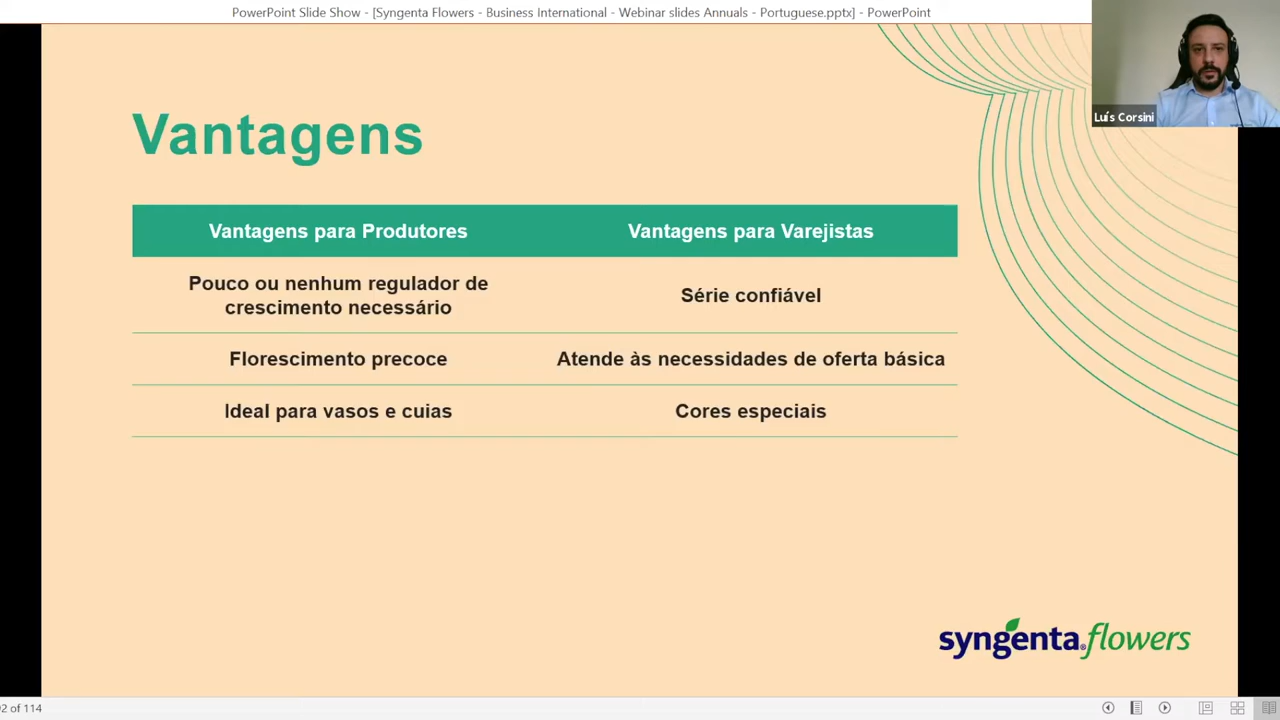 PowerPoint Slide Show - [Syngenta Flowers - Business International - Webinar slides Annuals - Portuguese.pptx] - PowerPoint
Luís Corsini
Vantagens
Vantagens para Produtores
Vantagens para Varejistas
Pouco ou nenhum regulador de
crescimento necessário
Série confiável
Florescimento precoce
Atende às necessidades de oferta básica
Ideal para vasos e cuias
Cores especiais
syngenta® flowers
of 114